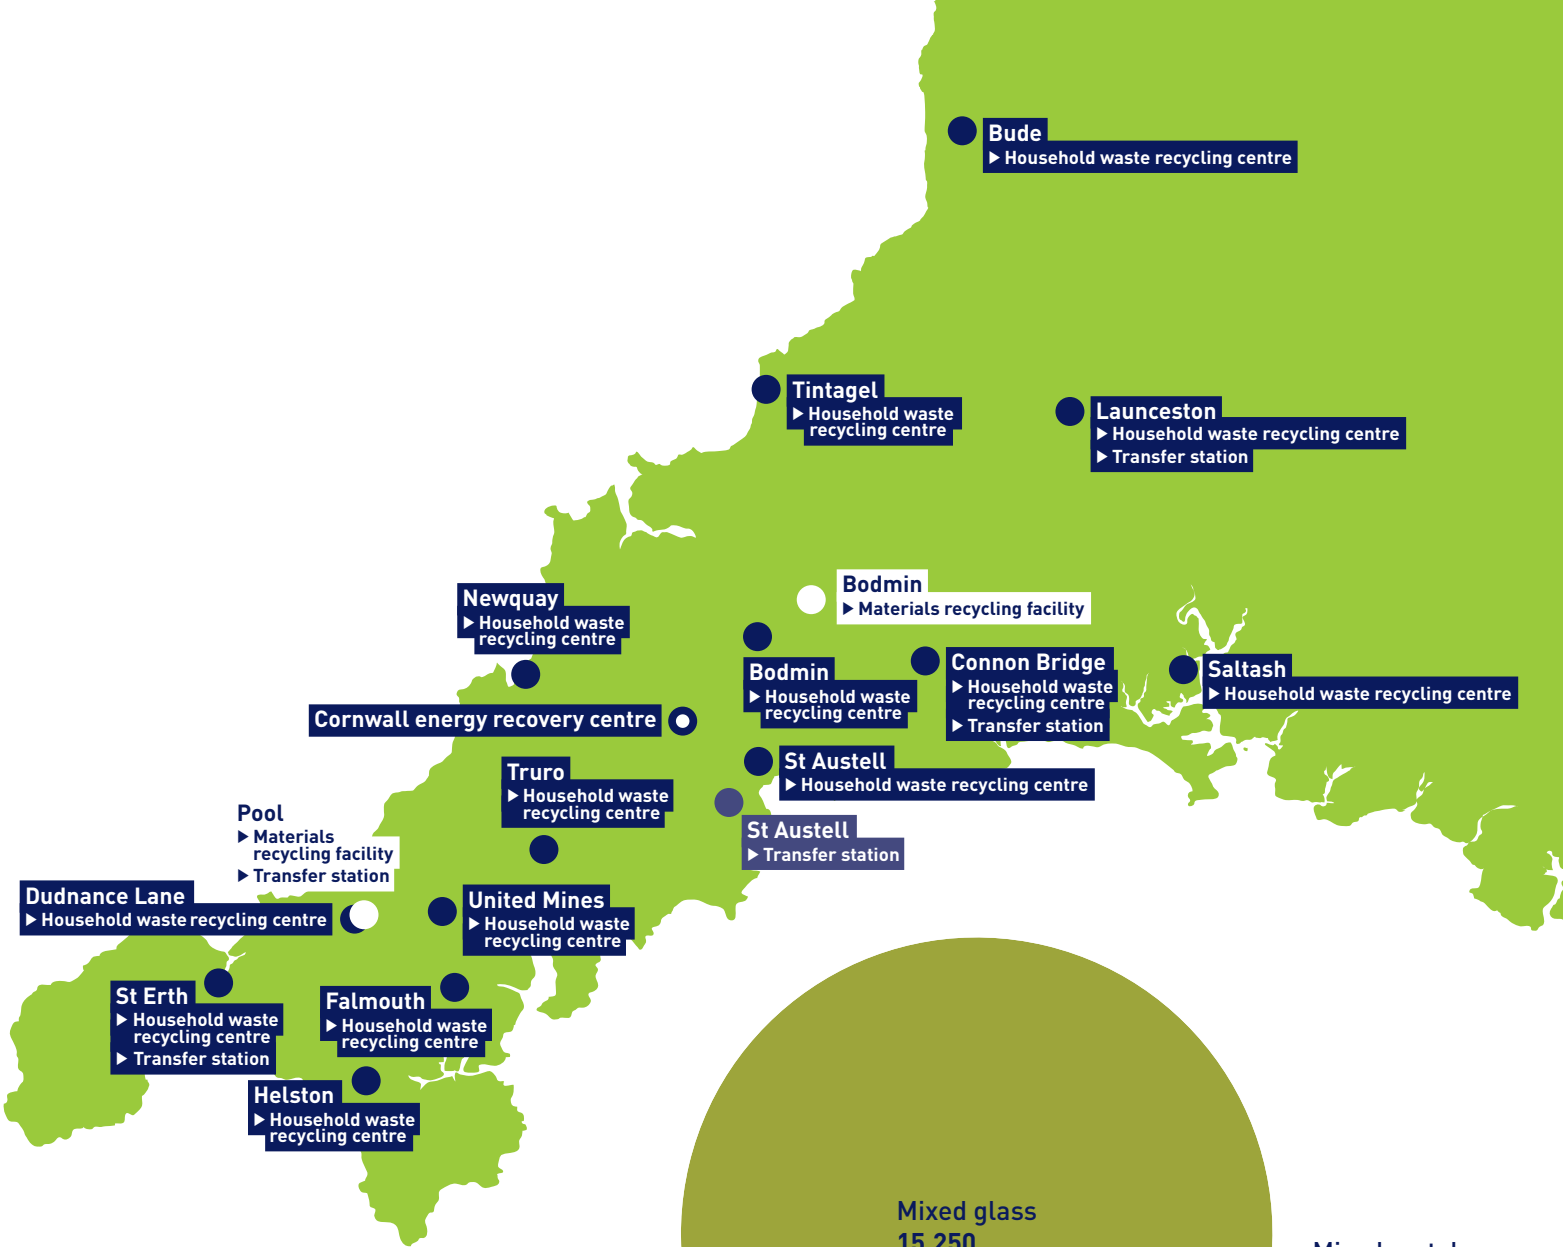 Bude
▶ Household waste recycling centre
Tintagel
▶ Household waste
recycling centre
Launceston
▶ Household waste recycling centre
▶ Transfer station
Bodmin
▶ Materials recycling facility
Newquay
▶ Household waste
recycling centre
Bodmin
▶ Household waste
recycling centre
Connon Bridge
▶ Household waste
recycling centre
▶ Transfer station
Saltash
▶ Household waste recycling centre
Cornwall energy recovery centre
St Austell
▶ Household waste recycling centre
Truro
▶ Household waste
recycling centre
St Austell
▶ Transfer station
Pool
▶ Materials
recycling facility
▶ Transfer station
Dudnance Lane
▶ Household waste recycling centre
United Mines
▶ Household waste
recycling centre
St Erth
▶ Household waste
recycling centre
▶ Transfer station
Falmouth
▶ Household waste
recycling centre
Helston
▶ Household waste
recycling centre
Mixed glass
15,250